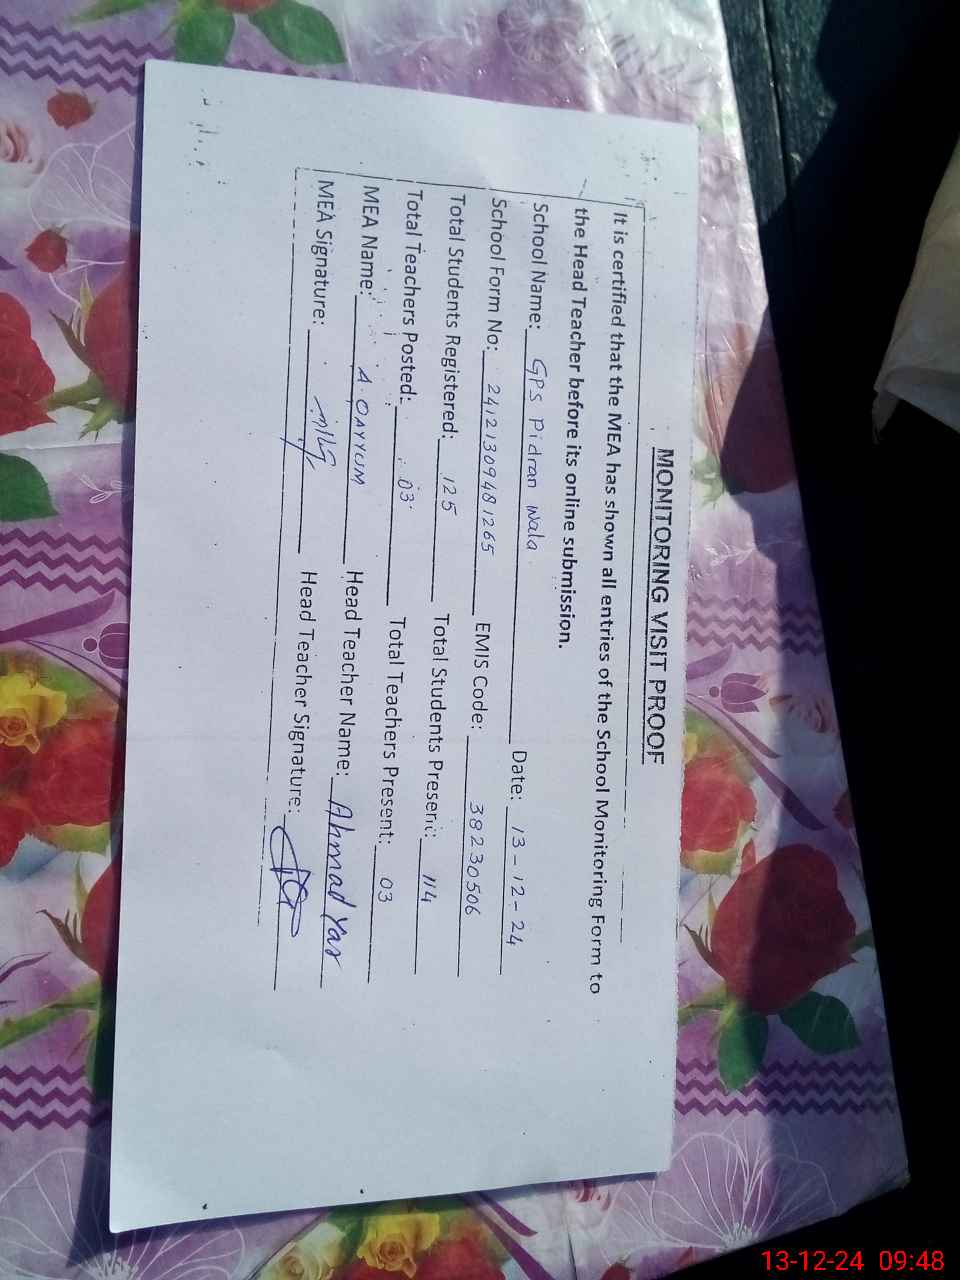 MONITORING VISIT PROOF
It is certified that the MEA has shown all entries of the School Monitoring Form to
the Head Teacher before its online submission.
School Name: GPS Pidran Wala Date: 13-12-24
School Form No: 2412130948 1265 EMIS Code: 38230506
Total Students Registered: 125 Total Students Present: 114
Total Teachers Posted: 03 Total Teachers Present: 03
MEA Name: A. QAYYUM Head Teacher Name: Ahmad Yar
MEA Signature: Head Teacher Signature:
13-12-24 09:48